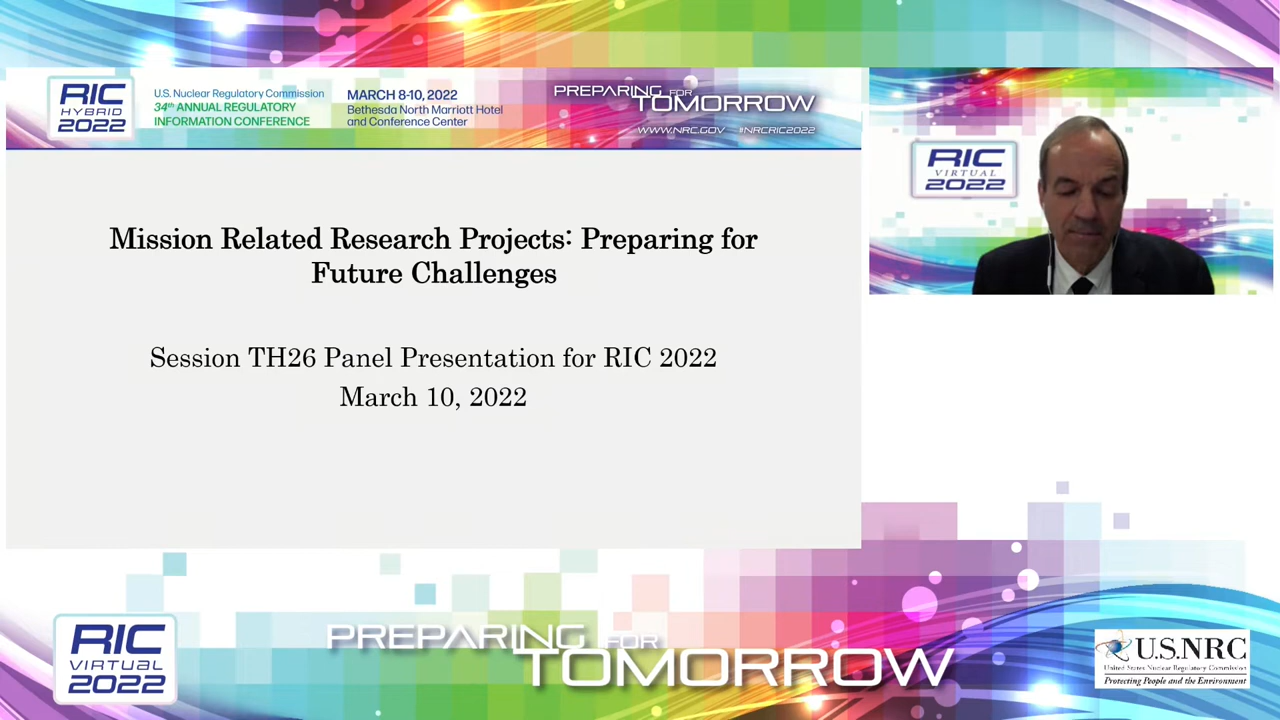 RIC
HYBRID
2022
U.S. Nuclear Regulatory Commission
34th ANNUAL REGULATORY
INFORMATION CONFERENCE
MARCH 8-10, 2022
Bethesda North Marriott Hotel
and Conference Center
PREPARING FOR
TOMORROW
WWW.NRC.GOV #NRCRIC2022
Mission Related Research Projects: Preparing for
Future Challenges
Session TH26 Panel Presentation for RIC 2022
March 10, 2022
RIC
VIRTUAL
2022
RIC
VIRTUAL
2022
PREPARING FOR
TOMORROW
U.S.NRC
United States Nuclear Regulatory Commission
Protecting People and the Environment